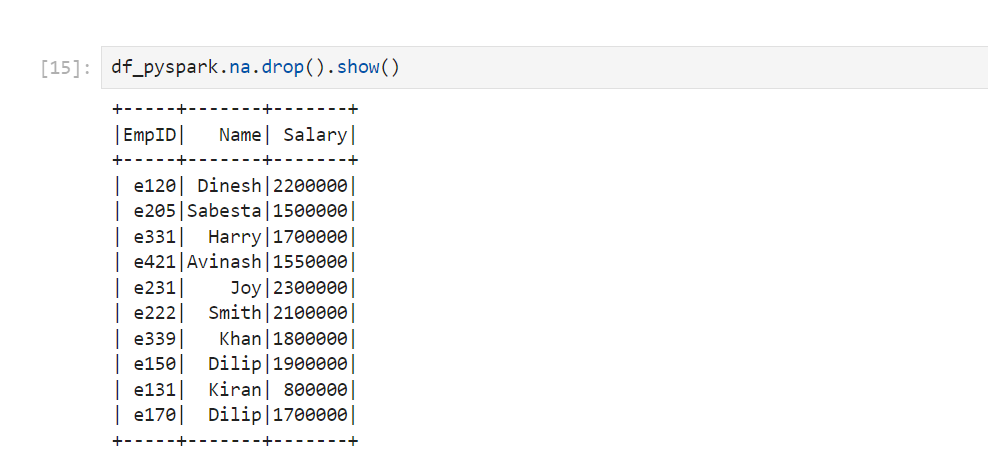 [15]: df_pyspark.na.drop().show()
+-----+-------+-------+
|EmpID|   Name| Salary|
+-----+-------+-------+
| e120| Dinesh|2200000|
| e205|Sabesta|1500000|
| e331|  Harry|1700000|
| e421|Avinash|1550000|
| e231|    Joy|2300000|
| e222|  Smith|2100000|
| e339|   Khan|1800000|
| e150|  Dilip|1900000|
| e131|  Kiran| 800000|
| e170|  Dilip|1700000|
+-----+-------+-------+